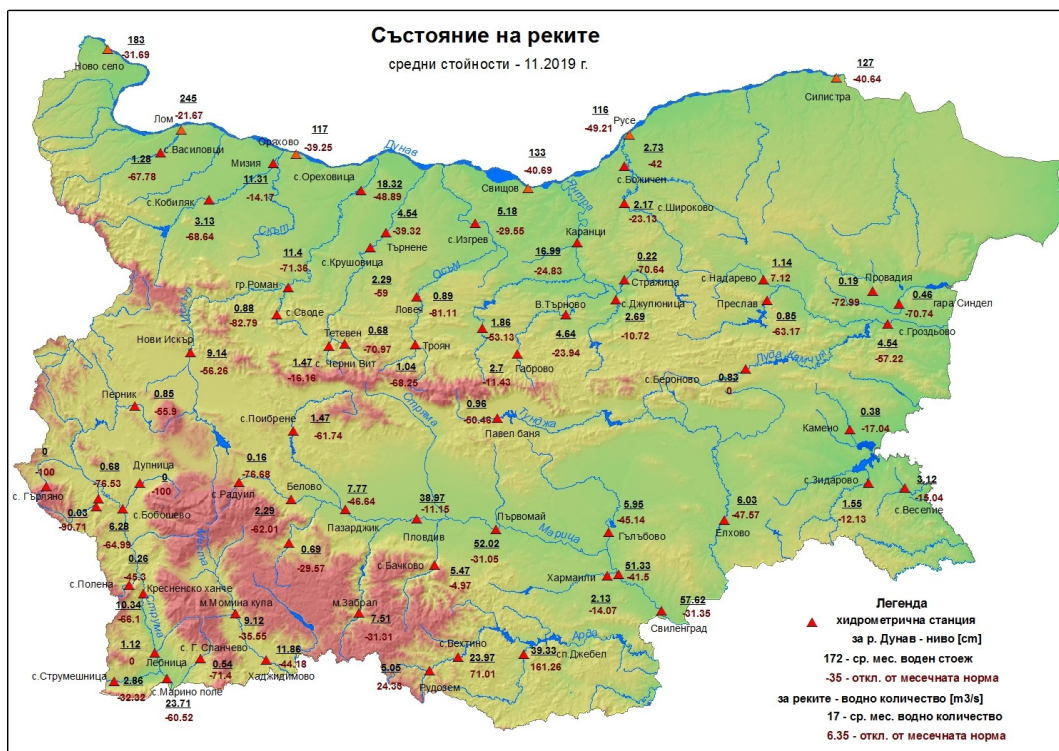 Състояние на реките
средни стойности - 11.2019 г.
183
-31.69
Ново село
127
-40.64
Силистра
245
-21.67
Лом
117
-39.25
Оряхово
116
-49.21
Русе
133
-40.69
Свищов
Дунав
с.Василовци
1.28
-67.78
Мизия
11.31
-14.17
с.Ореховица
18.32
-48.89
2.73
-42
с.Божичен
2.17
-23.13
с.Широково
с.Кобиляк
3.13
-68.64
Скът
4.54
-39.32
Търнене
5.18
-29.55
с.Изгрев
Янтра
Каранци
16.99
-24.83
с.Крушовица
2.29
-59
Осъм
11.4
-71.36
гр.Роман
0.22
-70.64
Стражица
с.Надарево
1.14
7.12
Провадия
0.19
-72.99
0.46
-70.74
гара Синдел
0.88
-82.79
с.Своде
Ловеч
0.89
-81.11
В.Търново
с.Джулюница
2.69
-10.72
Преслав
0.85
-63.17
с.Гроздьово
4.54
-57.22
Искър
Нови Искър
9.14
-56.26
Тетевен
0.68
-70.97
с.Черни Вит
1.47
-16.16
Троян
1.04
-68.25
1.86
-53.13
4.64
-23.94
2.7
-11.43
Габрово
Луда Камчия
с.Бероново
0.83
0
Перник
0.85
-55.9
с.Поибрене
1.47
-61.74
Стряма
0.96
-50.46
Павел баня
Тунджа
0.38
-17.04
Камено
0
-100
с. Гърляно
0.68
-76.53
Дупница
0
-100
0.16
-76.68
с.Радуил
Белово
2.29
-62.01
7.77
-46.64
Пазарджик
38.97
-11.15
Пловдив
Първомай
52.02
-31.05
Марица
5.95
-45.14
Гълъбово
6.03
-47.57
Елхово
с.Зидарово
1.55
-12.13
3.12
-15.04
с.Веселие
0.03
-90.71
с.Бобошево
6.28
-64.99
0.69
-29.57
с.Бачково
5.47
-4.97
Харманли
2.13
-14.07
51.33
-41.5
57.62
-31.35
Свиленград
0.26
-45.3
с.Полена
Кресненско ханче
10.34
-66.1
Струма
Места
м.Момина кула
9.12
-35.55
м.Забрал
7.51
-31.31
Арда
1.12
0
Лебница
с. Г. Спанчево
0.54
-71.4
11.86
-44.18
Хаджидимово
с.Вехтино
23.97
71.01
39.33
161.26
сп.Джебел
5.05
24.38
Рудозем
с.Струмешница
2.86
-32.32
с.Марино поле
23.71
-60.52
Легенда
хидрометрична станция
за р. Дунав - ниво [cm]
172 - ср. мес. воден стоеж
-35 - откл. от месечната норма
за реките - водно количество [m3/s]
17 - ср. мес. водно количество
6.35 - откл. от месечната норма